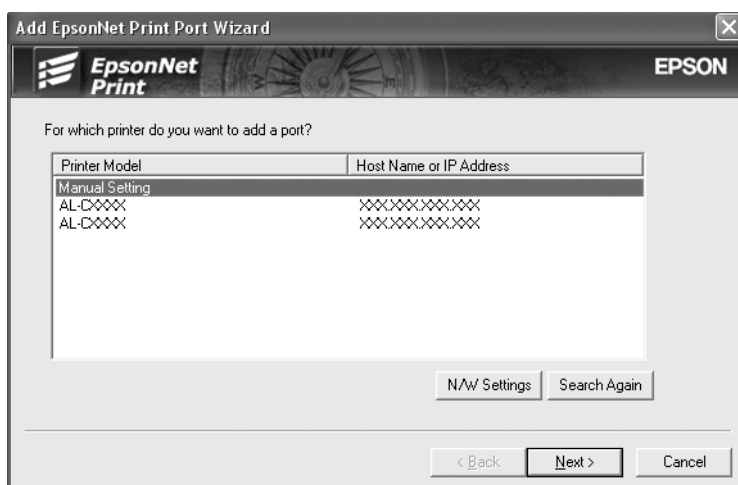 Add EpsonNet Print Port Wizard
EpsonNet
Print
EPSON
For which printer do you want to add a port?
Printer Model Host Name or IP Address
Manual Setting
AL-CXXXX XXX.XXX.XXX.XXX
AL-CXXXX XXX.XXX.XXX.XXX
N/W Settings Search Again
< Back Next > Cancel